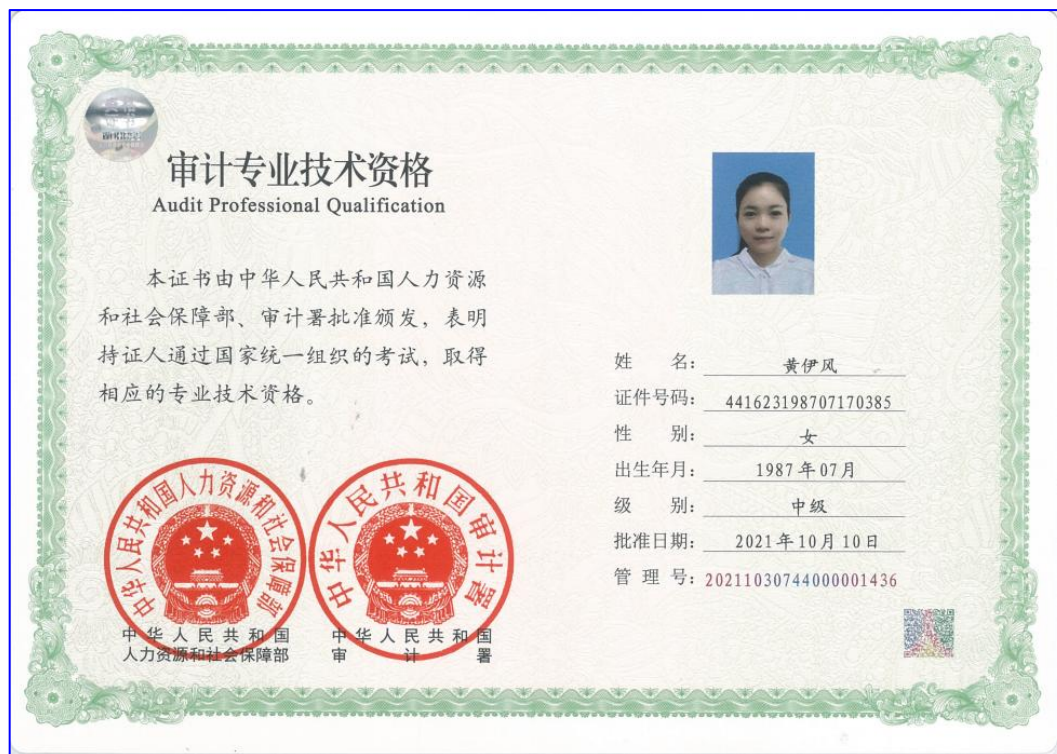 审计专业技术资格
Audit Professional Qualification
本证书由中华人民共和国人力资源
和社会保障部、审计署批准颁发，表明
持证人通过国家统一组织的考试，取得
相应的专业技术资格。
中华人民共和国人力资源和社会保障部
中华人民共和国审计署
中华人民共和国
人力资源和社会保障部
中华人民共和国
审计署
姓名：黄伊风
证件号码：441623198707170385
性别：女
出生年月：1987年07月
级别：中级
批准日期：2021年10月10日
管理号：20211030744000001436